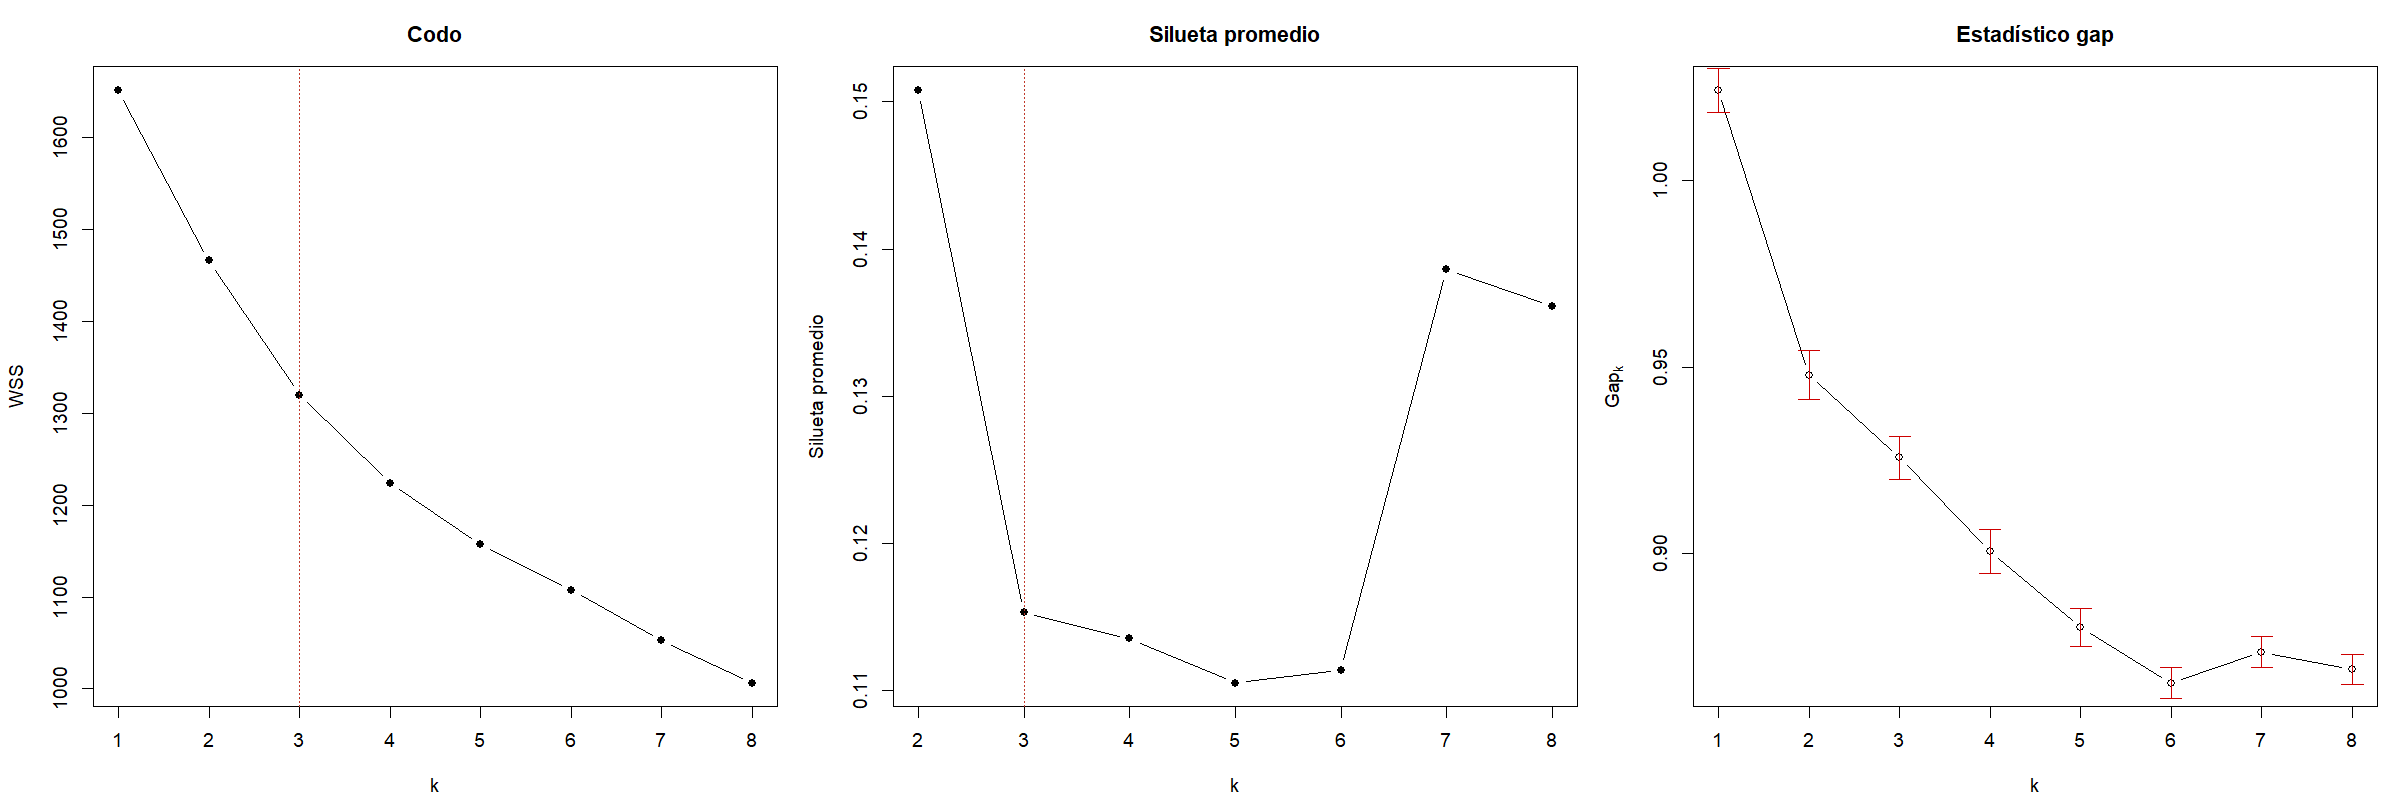 Codo
WSS
1600
1500
1400
1300
1200
1100
1000
1 2 3 4 5 6 7 8
k
Silueta promedio
Silueta promedio
0.15
0.14
0.13
0.12
0.11
2 3 4 5 6 7 8
k
Estadístico gap
Gapk
1.00
0.95
0.90
1 2 3 4 5 6 7 8
k